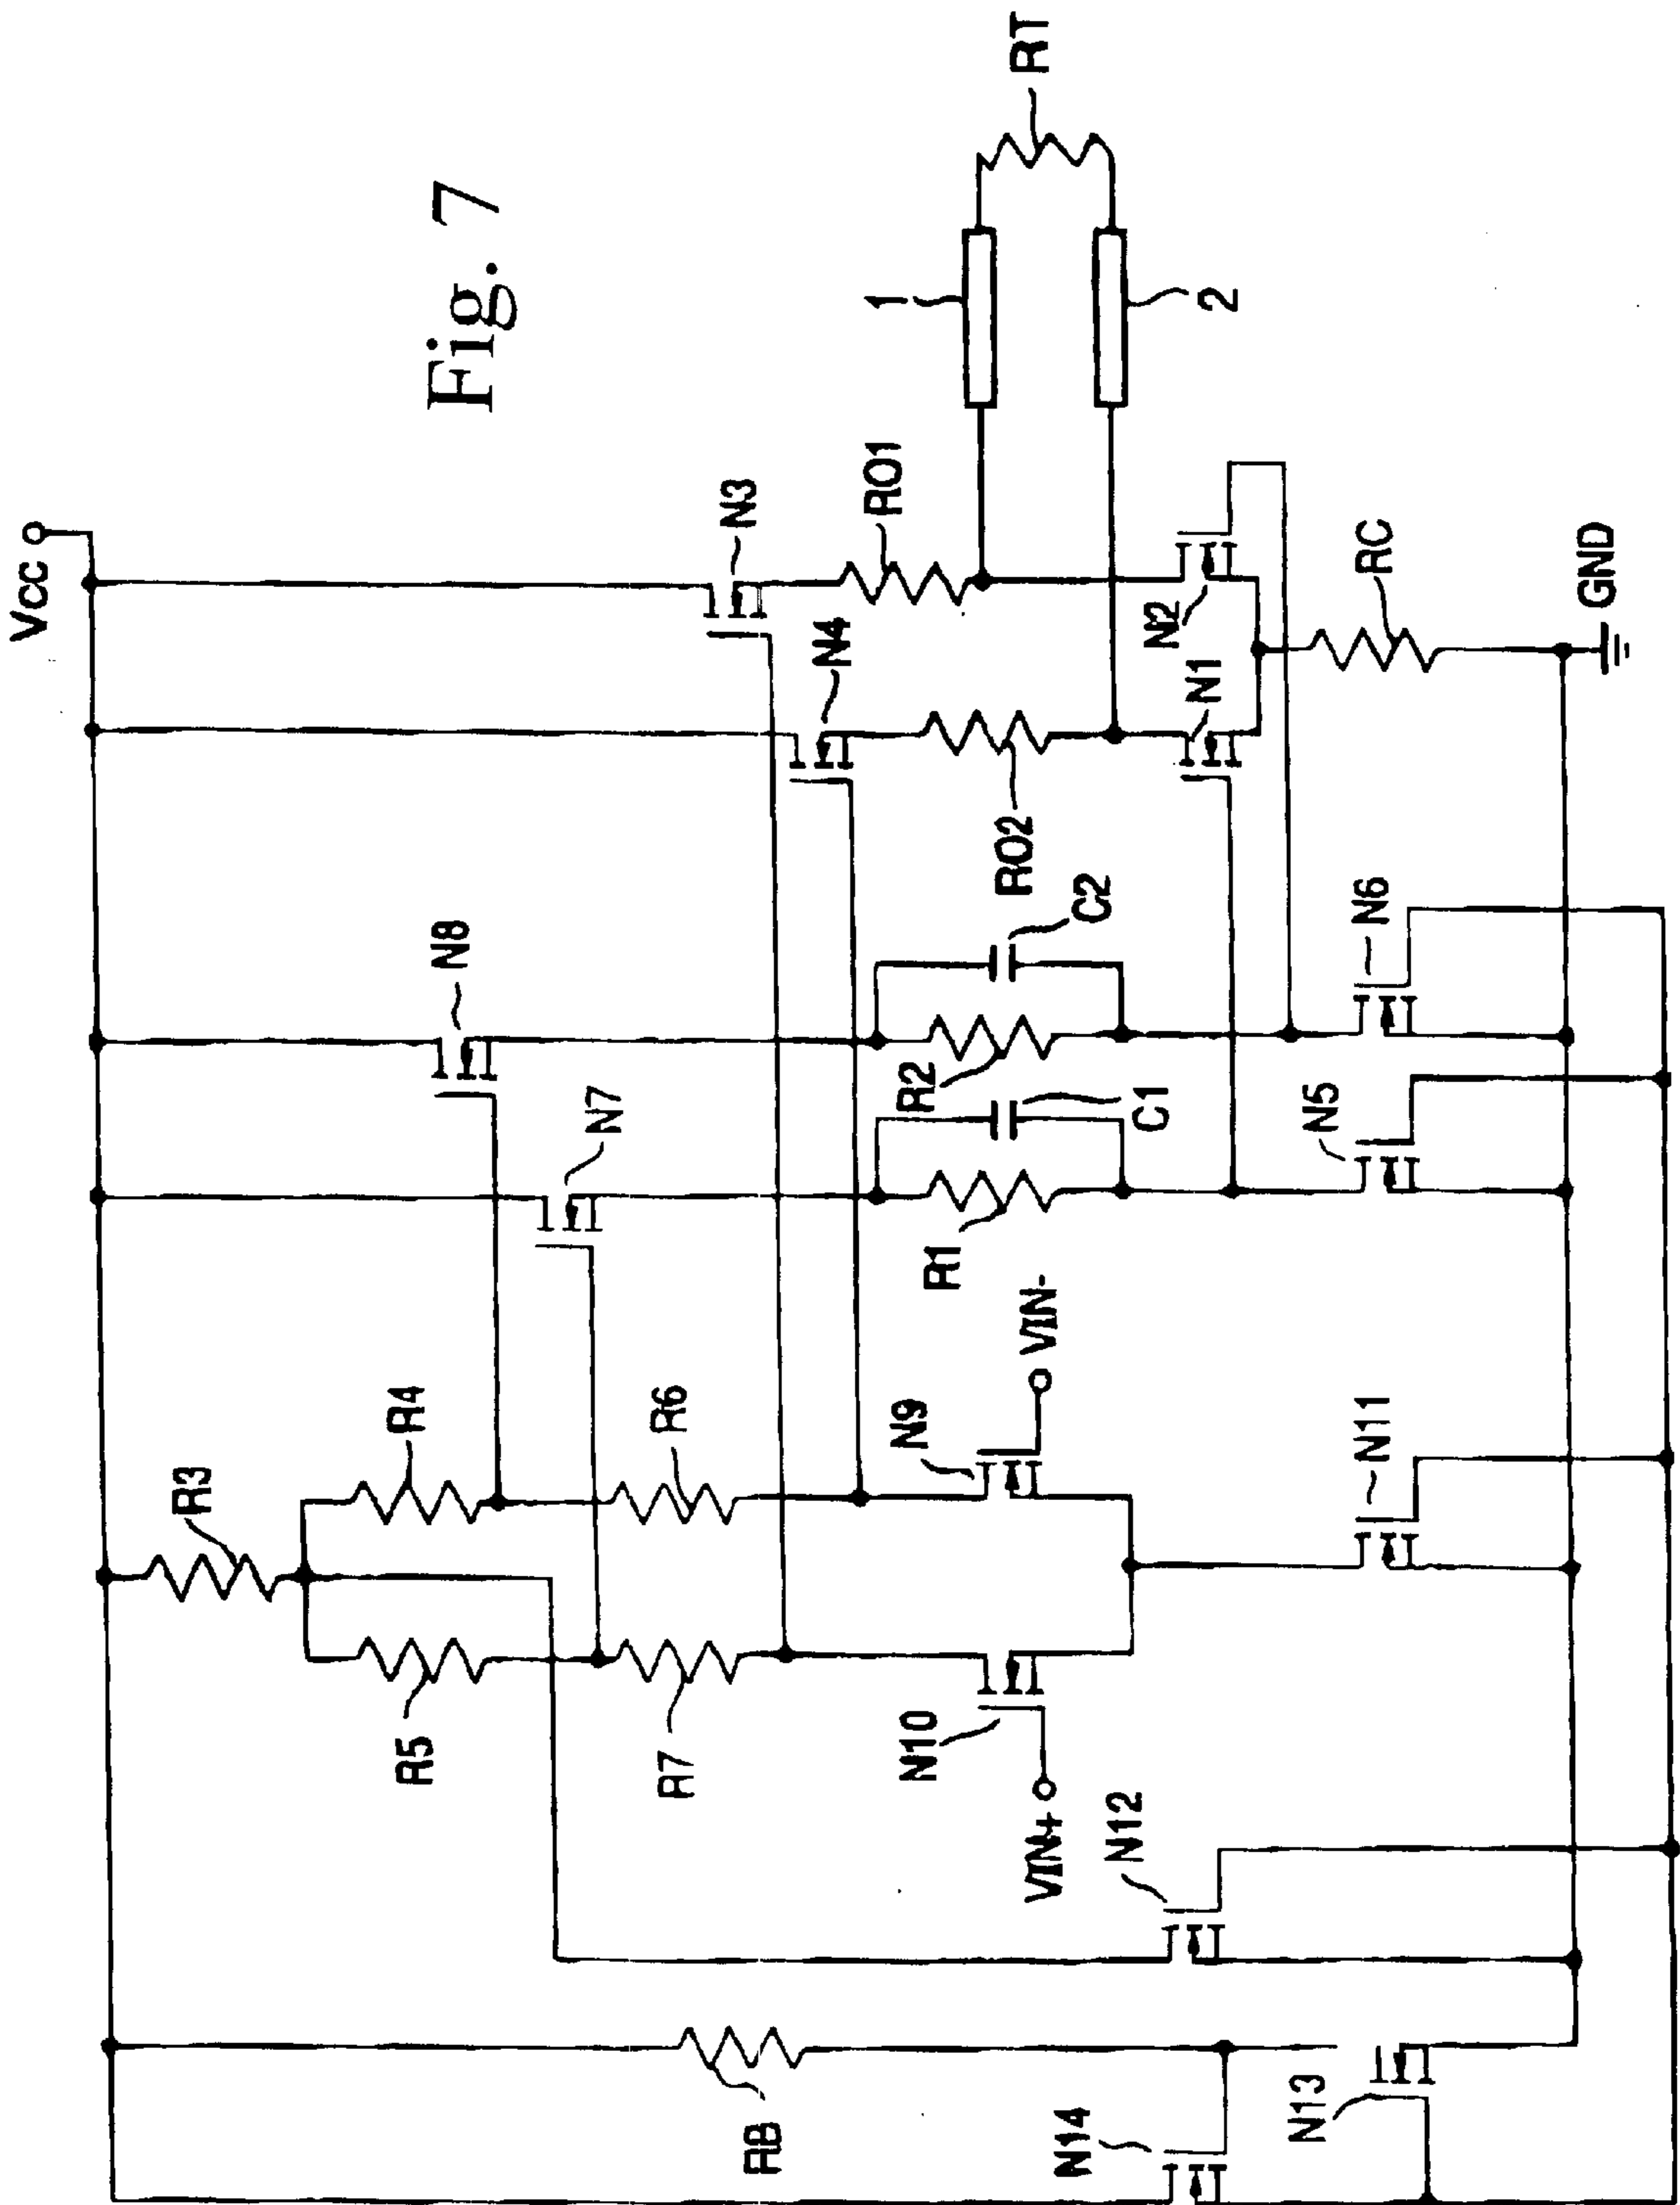 Fig. 7
Vcc
N3
N4
RO1
RO2
1
2
RT
N2
N1
RC
GND
N8
N7
R2
C2
R1
C1
N6
N5
R3
R4
R5
R6
R7
N9
VIN-
N10
VIN+
N11
N12
RB
N14
N13